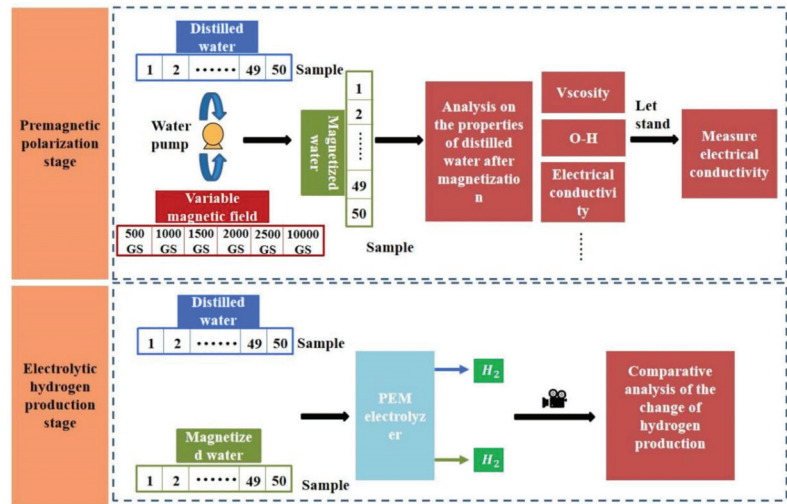 Premagnetic
polarization
stage
Distilled
water
1 2 •••••• 49 50 Sample
Water
pump
Variable
magnetic field
500 1000 1500 2000 2500 10000
GS GS GS GS GS GS
Magnetized
water
1
2
......
49
50
Sample
Analysis on
the properties
of distilled
water after
magnetizatio
n
Vscosity
O-H
Electrical
conductivi
ty
......
Let
stand
Measure
electrical
conductivity
Electrolytic
hydrogen
production
stage
Distilled
water
1 2 •••••• 49 50 Sample
Magnetize
d water
1 2 •••••• 49 50
Sample
PEM
electrolyz
er
H₂
H₂
Comparative
analysis of the
change of
hydrogen
production